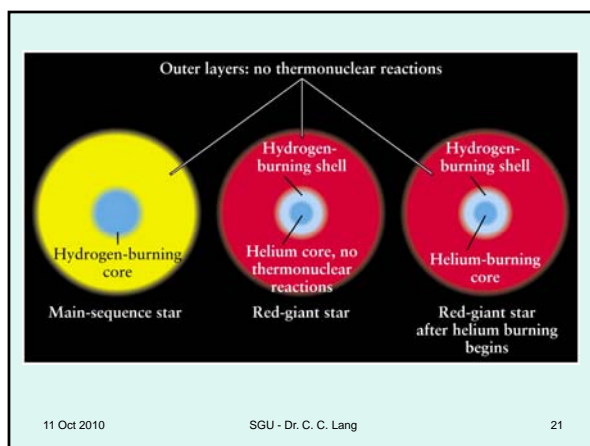 Outer layers: no thermonuclear reactions
Hydrogen-burning core
Main-sequence star
Hydrogen-
burning shell
Helium core, no
thermonuclear
reactions
Red-giant star
Hydrogen-
burning shell
Helium-burning
core
Red-giant star
after helium burning
begins
11 Oct 2010
SGU - Dr. C. C. Lang
21